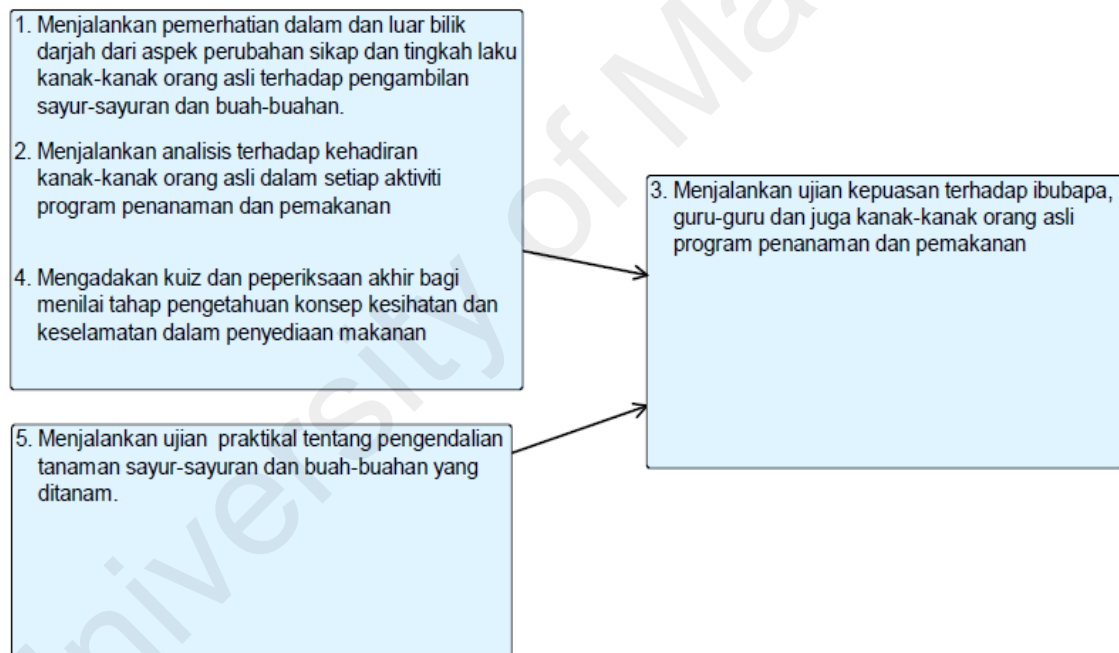 1. Menjalankan pemerhatian dalam dan luar bilik
darjah dari aspek perubahan sikap dan tingkah laku
kanak-kanak orang asli terhadap pengambilan
sayur-sayuran dan buah-buahan.
2. Menjalankan analisis terhadap kehadiran
kanak-kanak orang asli dalam setiap aktiviti
program penanaman dan pemakanan
4. Mengadakan kuiz dan peperiksaan akhir bagi
menilai tahap pengetahuan konsep kesihatan dan
keselamatan dalam penyediaan makanan
3. Menjalankan ujian kepuasan terhadap ibubapa,
guru-guru dan juga kanak-kanak orang asli
program penanaman dan pemakanan
5. Menjalankan ujian praktikal tentang pengendalian
tanaman sayur-sayuran dan buah-buahan yang
ditanam.
University of Ma